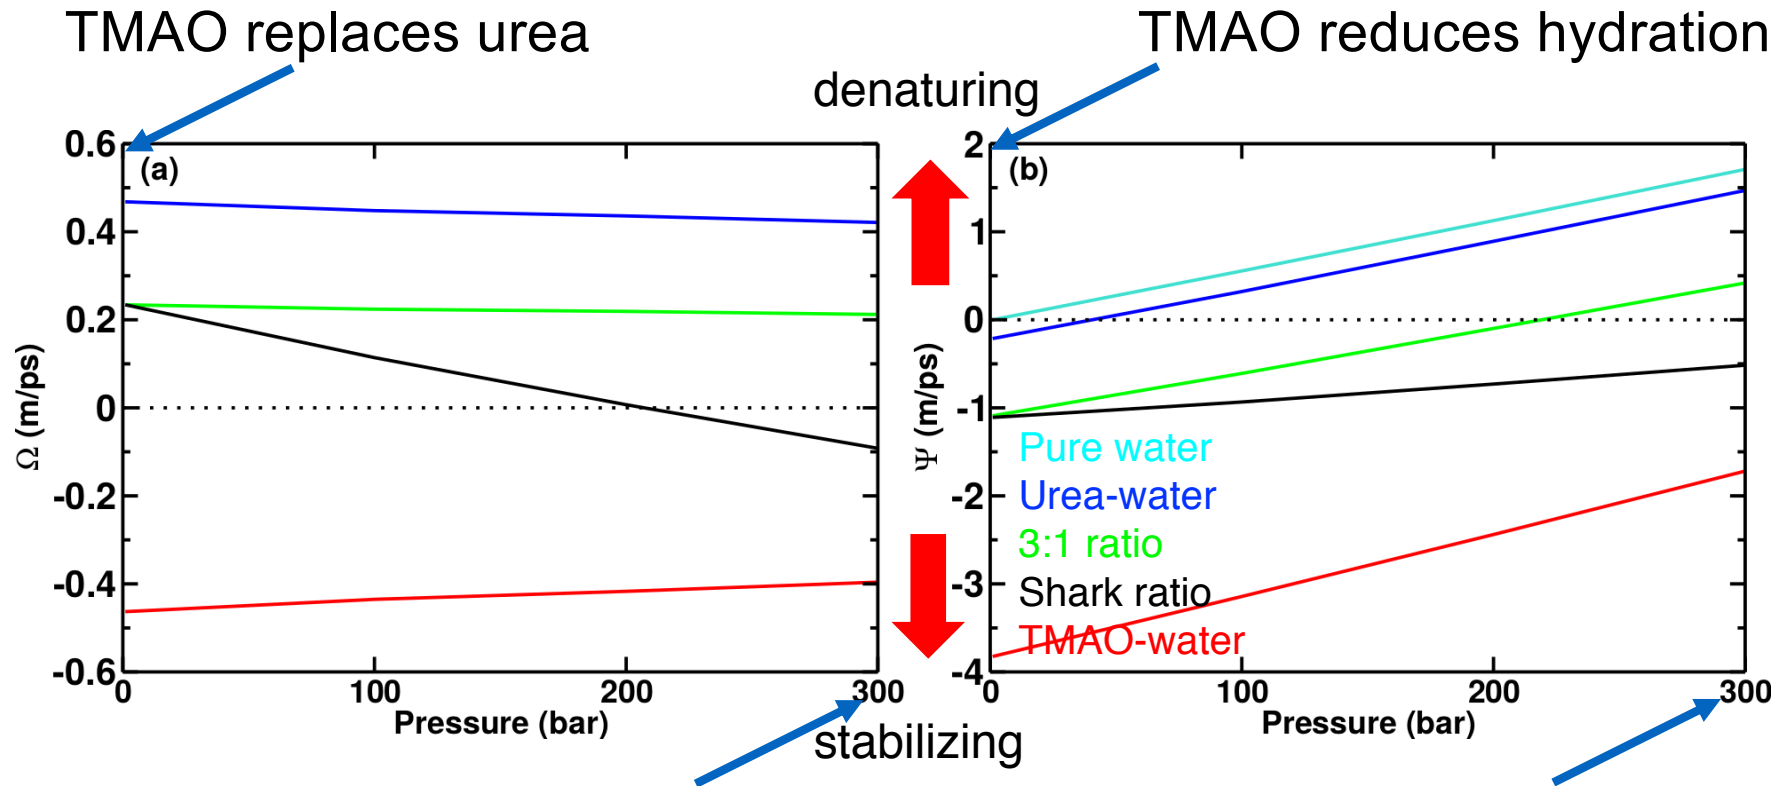 TMAO replaces urea
TMAO reduces hydration
denaturing
(a)
0.6
0.4
0.2
0
-0.2
-0.4
-0.6
Ω (m/ps)
0 100 200 300
Pressure (bar)
stabilizing
(b)
2
1
0
-1
-2
-3
-4
Ψ (m/ps)
Pure water
Urea-water
3:1 ratio
Shark ratio
TMAO-water
0 100 200 300
Pressure (bar)